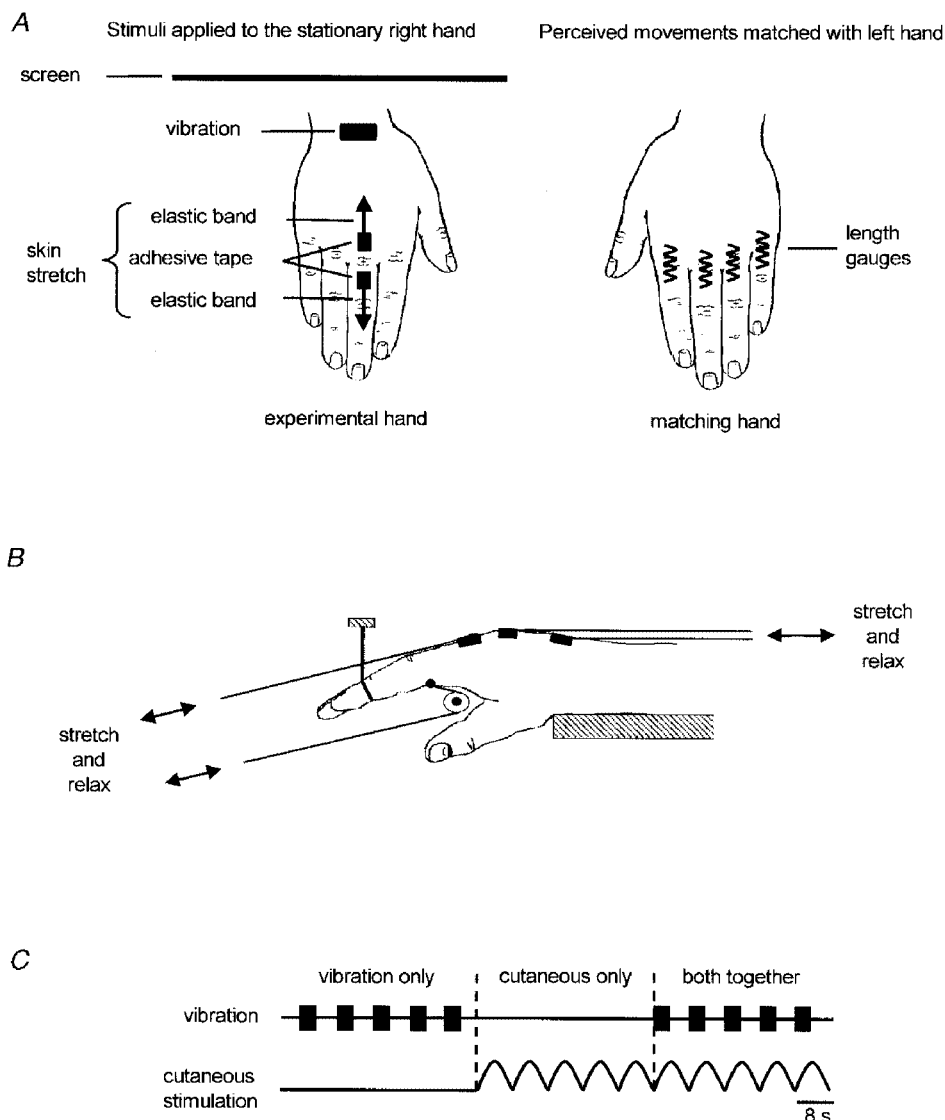 A
Stimuli applied to the stationary right hand
Perceived movements matched with left hand
screen
vibration
elastic band
skin
stretch
adhesive tape
elastic band
length
gauges
experimental hand
matching hand
B
stretch
and
relax
stretch
and
relax
C
vibration only
cutaneous only
both together
vibration
cutaneous
stimulation
8 s